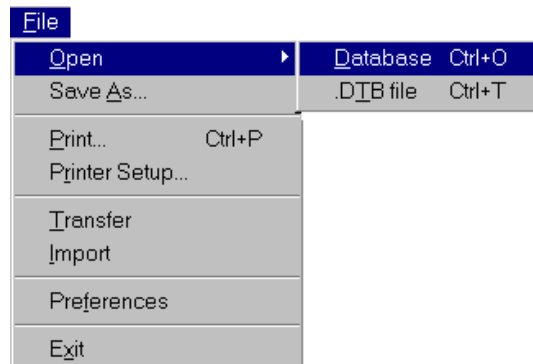 File
Open Database Ctrl+O
Save As... .DTB file Ctrl+T
Print... Ctrl+P
Printer Setup...
Transfer
Import
Preferences
Exit